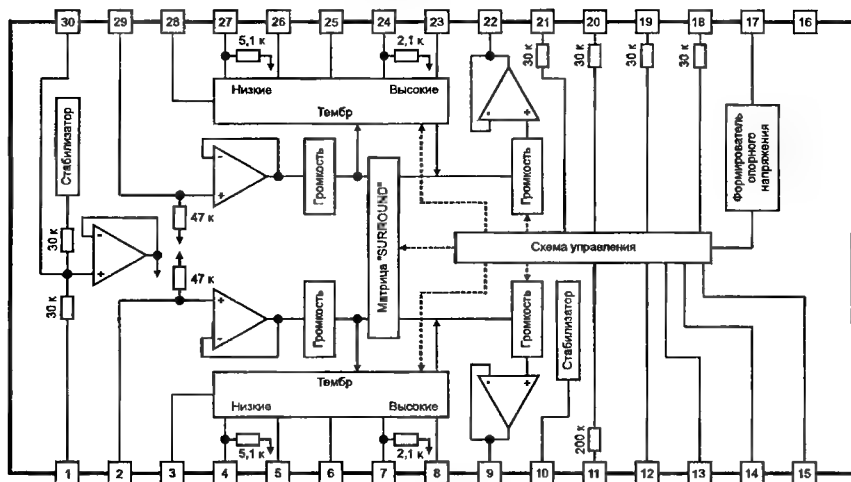 30 29 28 27 26 25 24 23 22 21 20 19 18 17 16
5,1 к 2,1 к
30 к 30 к 30 к 30 к
Низкие Высокие
Тембр
Стабилизатор
Формирователь опорного напряжения
- +
-
+
Громкость
Громкость
47 к
30 к
-
+
Матрица "SURROUND"
Схема управления
47 к
30 к
+
-
Громкость
Громкость
Стабилизатор
- +
Тембр
Низкие Высокие
5,1 к 2,1 к
200 к
1 2 3 4 5 6 7 8 9 10 11 12 13 14 15